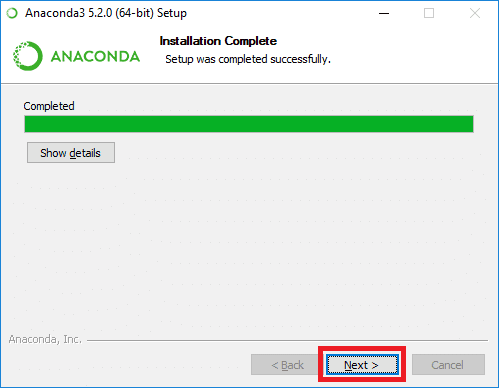 Anaconda3 5.2.0 (64-bit) Setup
ANACONDA
Installation Complete
Setup was completed successfully.
Completed
Show details
Anaconda, Inc.
< Back
Next >
Cancel